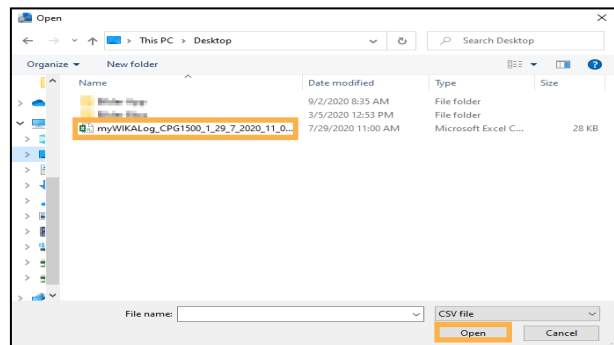 Open
This PC > Desktop
Search Desktop
Organize New folder
Name Date modified Type Size
9/2/2020 8:35 AM File folder
3/5/2020 12:53 PM File folder
myWIKALog_CPG1500_1_29_7_2020_11_0... 7/29/2020 11:00 AM Microsoft Excel C... 28 KB
File name: CSV file
Open Cancel